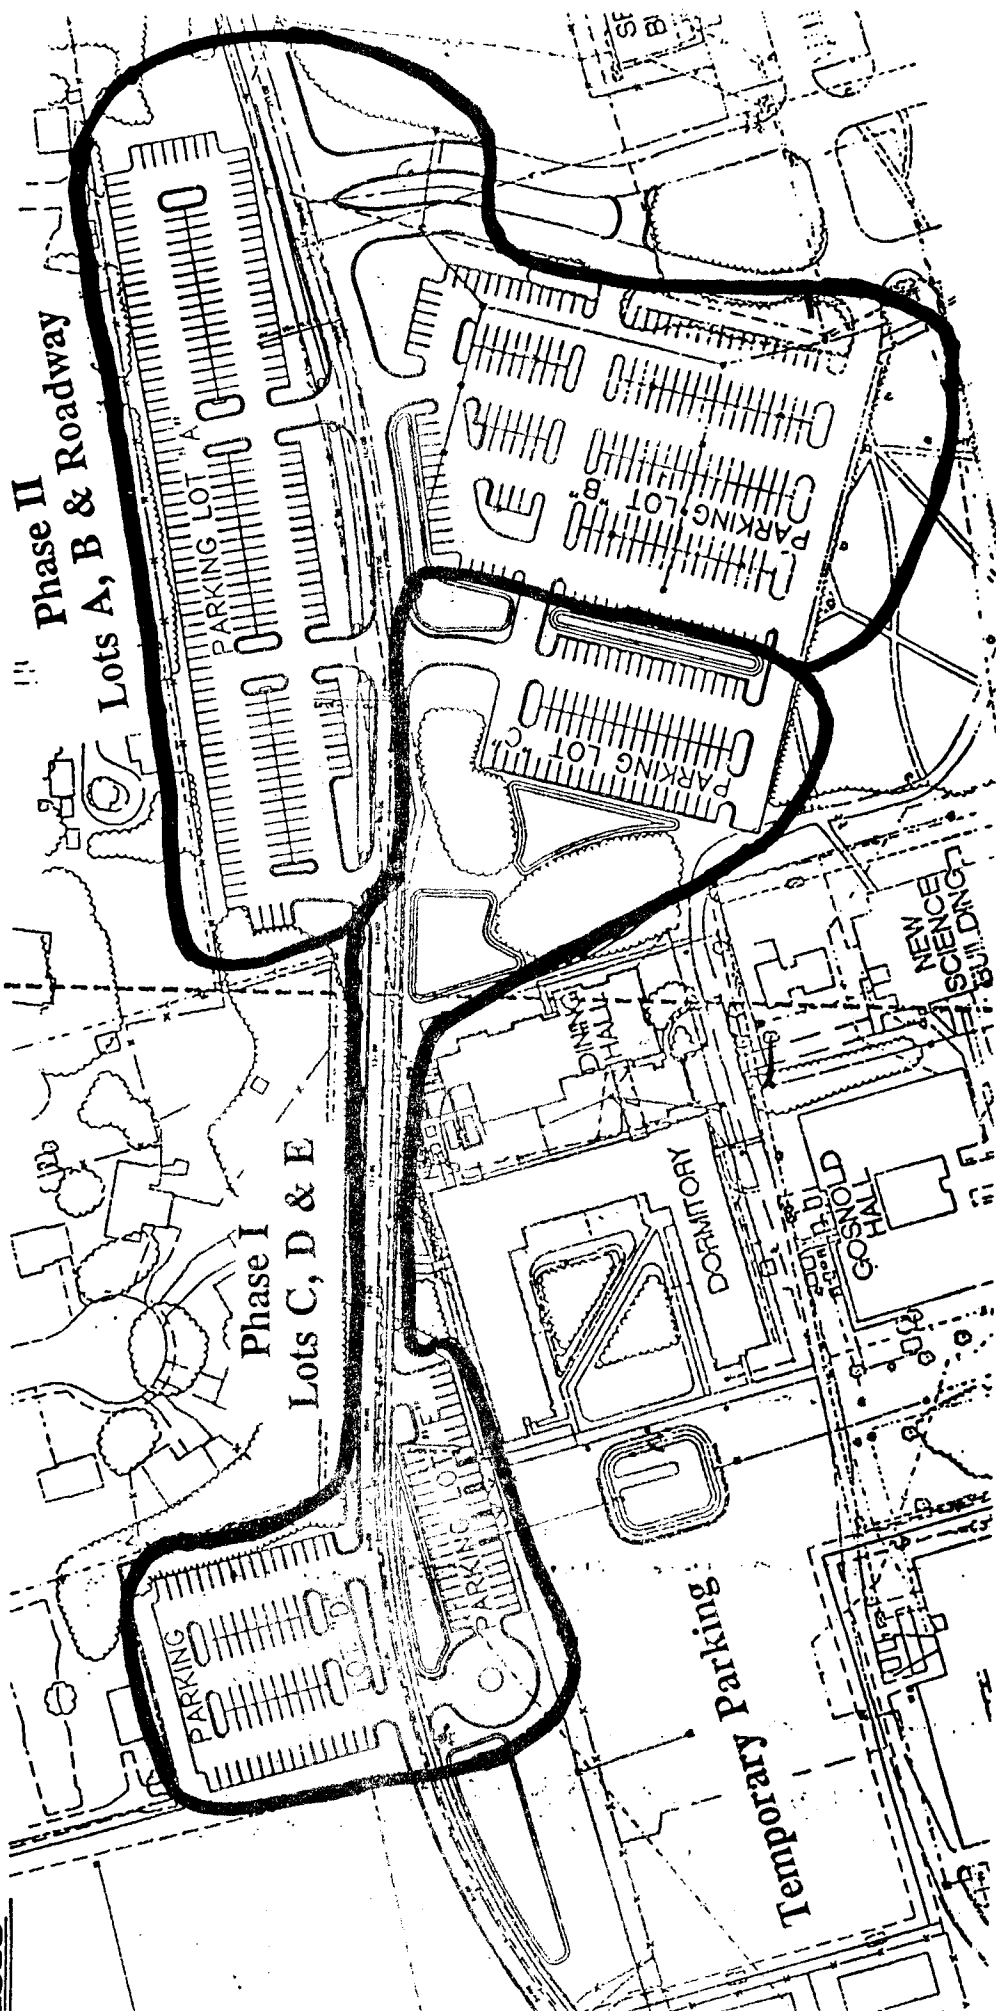 Phase II
Lots A, B & Roadway
PARKING LOT "A"
PARKING LOT "B"
PARKING LOT "C"
Phase I
Lots C, D & E
PARKING
LOT D
PARKING LOT E
DINING
HALL
NEW
SCIENCE
BUILDING
DORMITORY
GOSNOLD
HALL
Temporary Parking: